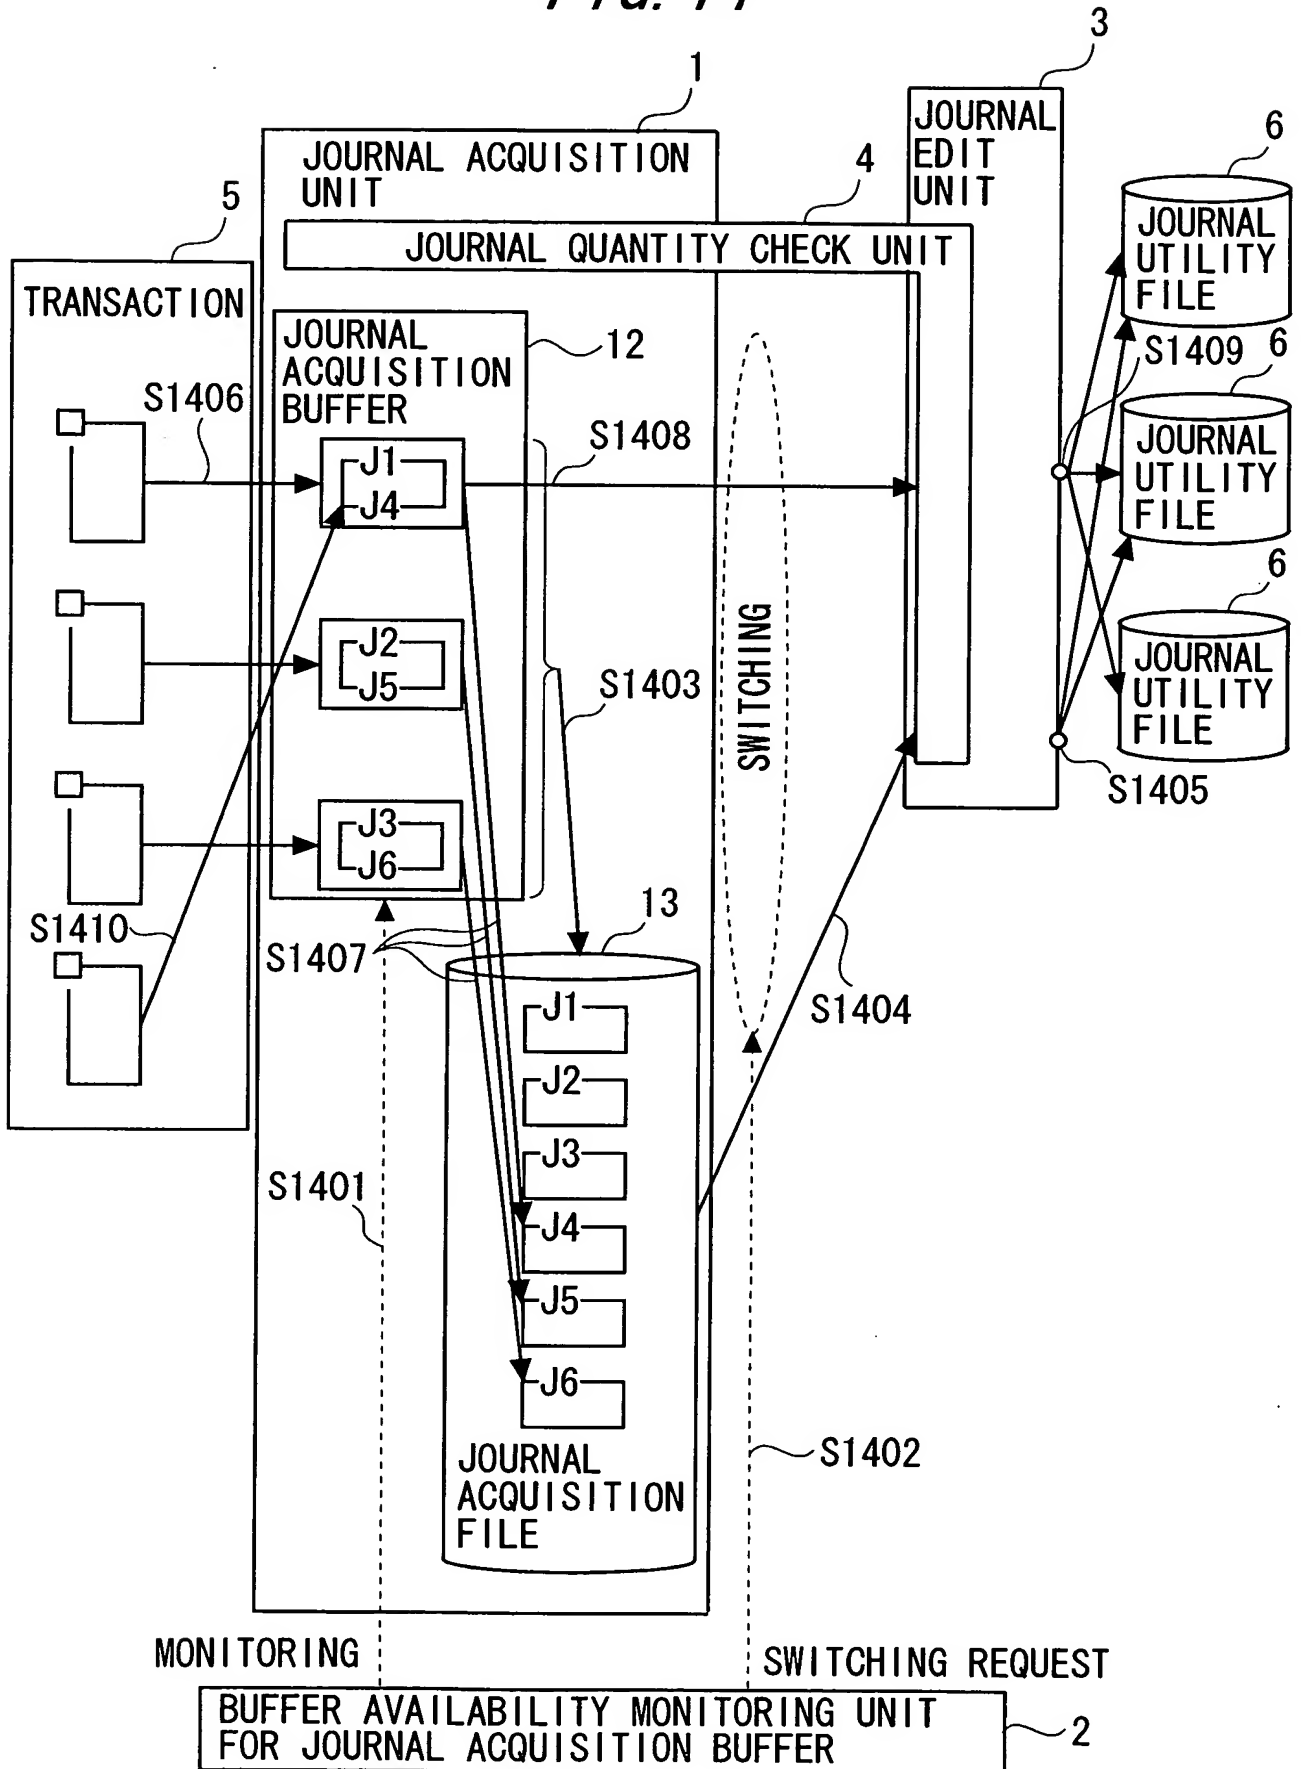 FIG. 14
3
1
JOURNAL
EDIT
UNIT
6
JOURNAL ACQUISITION
UNIT
4
5
JOURNAL
UTILITY
FILE
JOURNAL QUANTITY CHECK UNIT
TRANSACTION
JOURNAL
ACQUISITION
BUFFER
12
S1409
6
S1406
S1408
JOURNAL
UTILITY
FILE
J1
J4
6
SWITCHING
J2
J5
S1403
JOURNAL
UTILITY
FILE
S1405
J3
J6
13
S1410
S1407
S1404
J1
J2
J3
S1401
J4
J5
J6
S1402
JOURNAL
ACQUISITION
FILE
MONITORING
SWITCHING REQUEST
BUFFER AVAILABILITY MONITORING UNIT
FOR JOURNAL ACQUISITION BUFFER
2